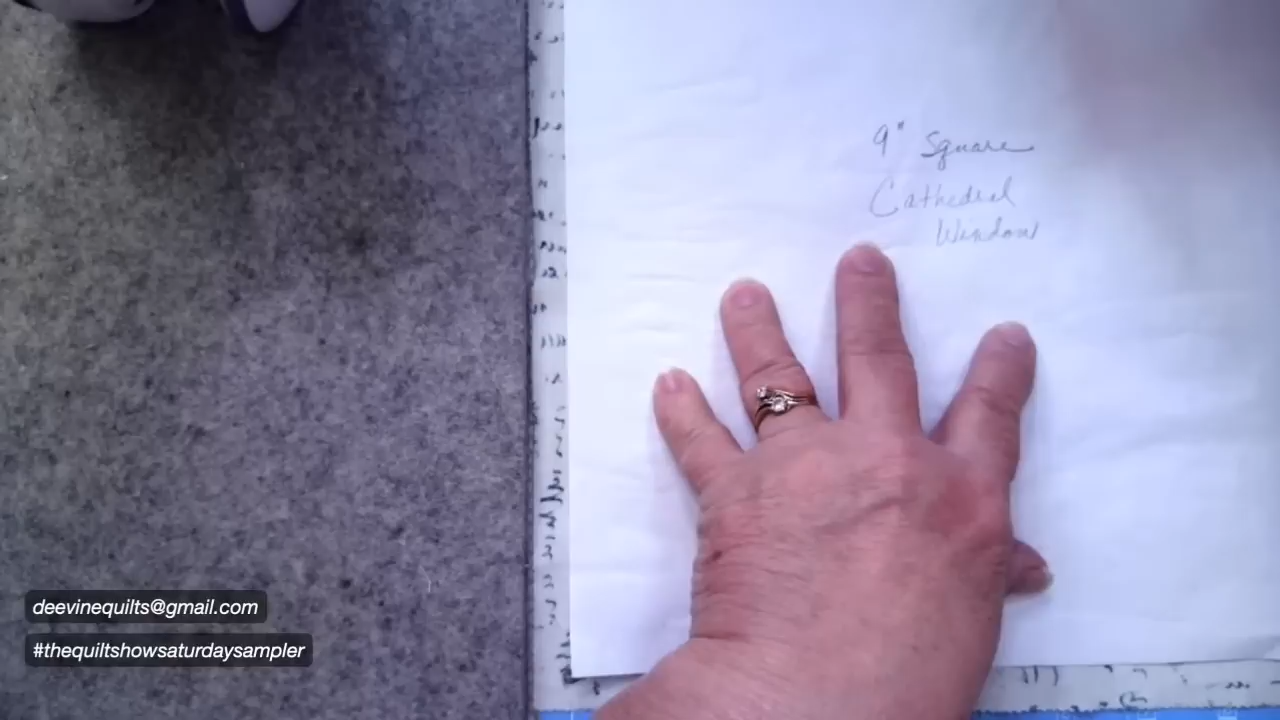 9" Square
Cathedral
Window
deevinequilts@gmail.com
#thequiltshowsaturdaysampler